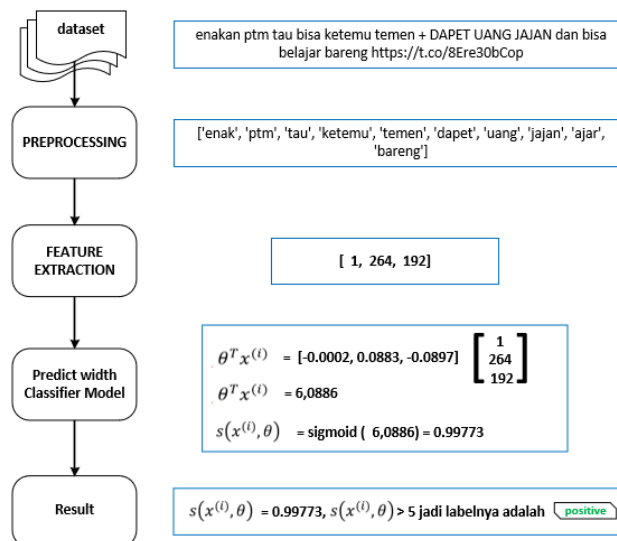 dataset
enakan ptm tau bisa ketemu temen + DAPET UANG JAJAN dan bisa
belajar bareng https://t.co/8Ere30bCop
PREPROCESSING
['enak', 'ptm', 'tau', 'ketemu', 'temen', 'dapet', 'uang', 'jajan', 'ajar',
'bareng']
FEATURE
EXTRACTION
[ 1, 264, 192]
Predict width
Classifier Model
θᵀx⁽ⁱ⁾ = [-0.0002, 0.0883, -0.0897] [1
264
192]
θᵀx⁽ⁱ⁾ = 6,0886
s(x⁽ⁱ⁾, θ) = sigmoid ( 6,0886) = 0.99773
Result
s(x⁽ⁱ⁾, θ) = 0.99773, s(x⁽ⁱ⁾, θ) > 5 jadi labelnya adalah positive